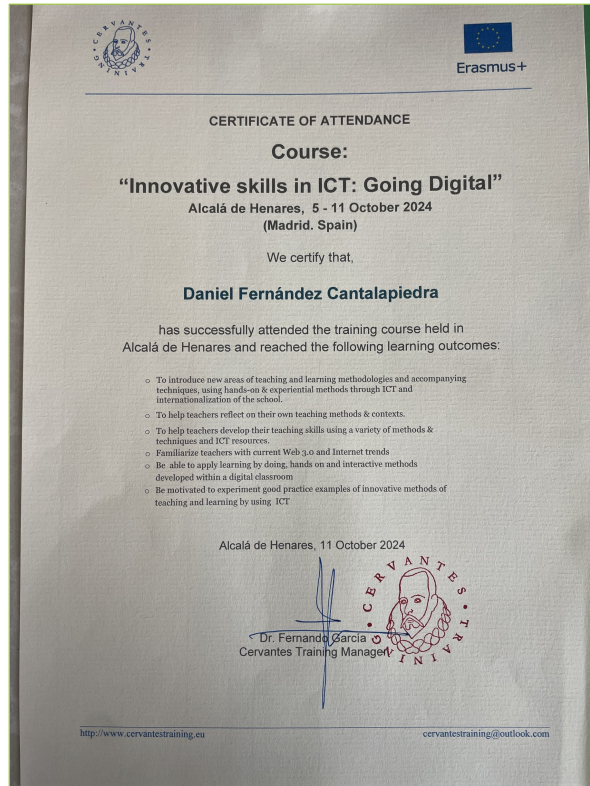 CERVANTES TRAINING
Erasmus+
CERTIFICATE OF ATTENDANCE
Course:
“Innovative skills in ICT: Going Digital”
Alcalá de Henares, 5 - 11 October 2024
(Madrid. Spain)
We certify that,
Daniel Fernández Cantalapiedra
has successfully attended the training course held in
Alcalá de Henares and reached the following learning outcomes:
○ To introduce new areas of teaching and learning methodologies and accompanying
techniques, using hands-on & experiential methods through ICT and
internationalization of the school.
○ To help teachers reflect on their own teaching methods & contexts.
○ To help teachers develop their teaching skills using a variety of methods &
techniques and ICT resources.
○ Familiarize teachers with current Web 3.0 and Internet trends
○ Be able to apply learning by doing, hands on and interactive methods
developed within a digital classroom
○ Be motivated to experiment good practice examples of innovative methods of
teaching and learning by using ICT
Alcalá de Henares, 11 October 2024
CERVANTES TRAINING
Dr. Fernando García
Cervantes Training Manager
http://www.cervantestraining.eu
cervantestraining@outlook.com